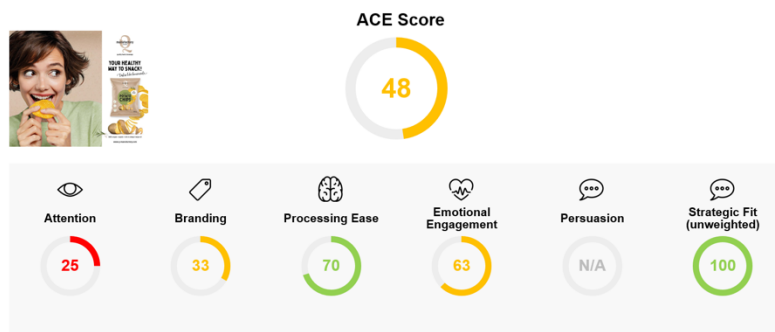 ACE Score
YOUR HEALTHY
WAY TO SNACK!
48
Attention
Branding
Processing Ease
Emotional
Engagement
Persuasion
Strategic Fit
(unweighted)
25
33
70
63
N/A
100